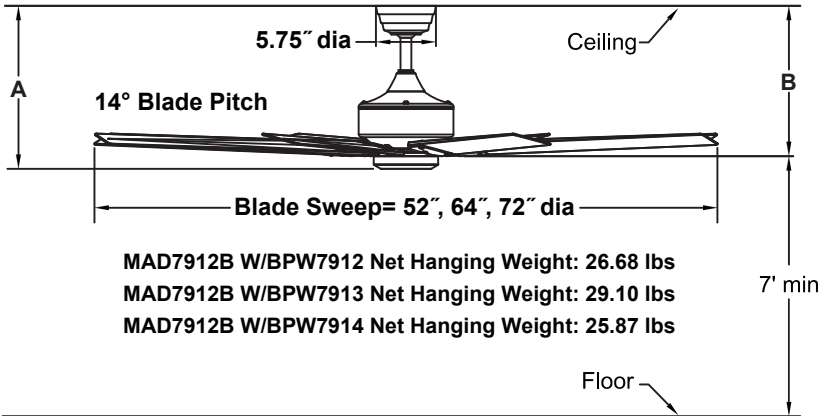 5.75˝ dia
Ceiling
A
B
14° Blade Pitch
Blade Sweep= 52˝, 64˝, 72˝ dia
MAD7912B W/BPW7912 Net Hanging Weight: 26.68 lbs
7' min
MAD7912B W/BPW7913 Net Hanging Weight: 29.10 lbs
MAD7912B W/BPW7914 Net Hanging Weight: 25.87 lbs
Floor